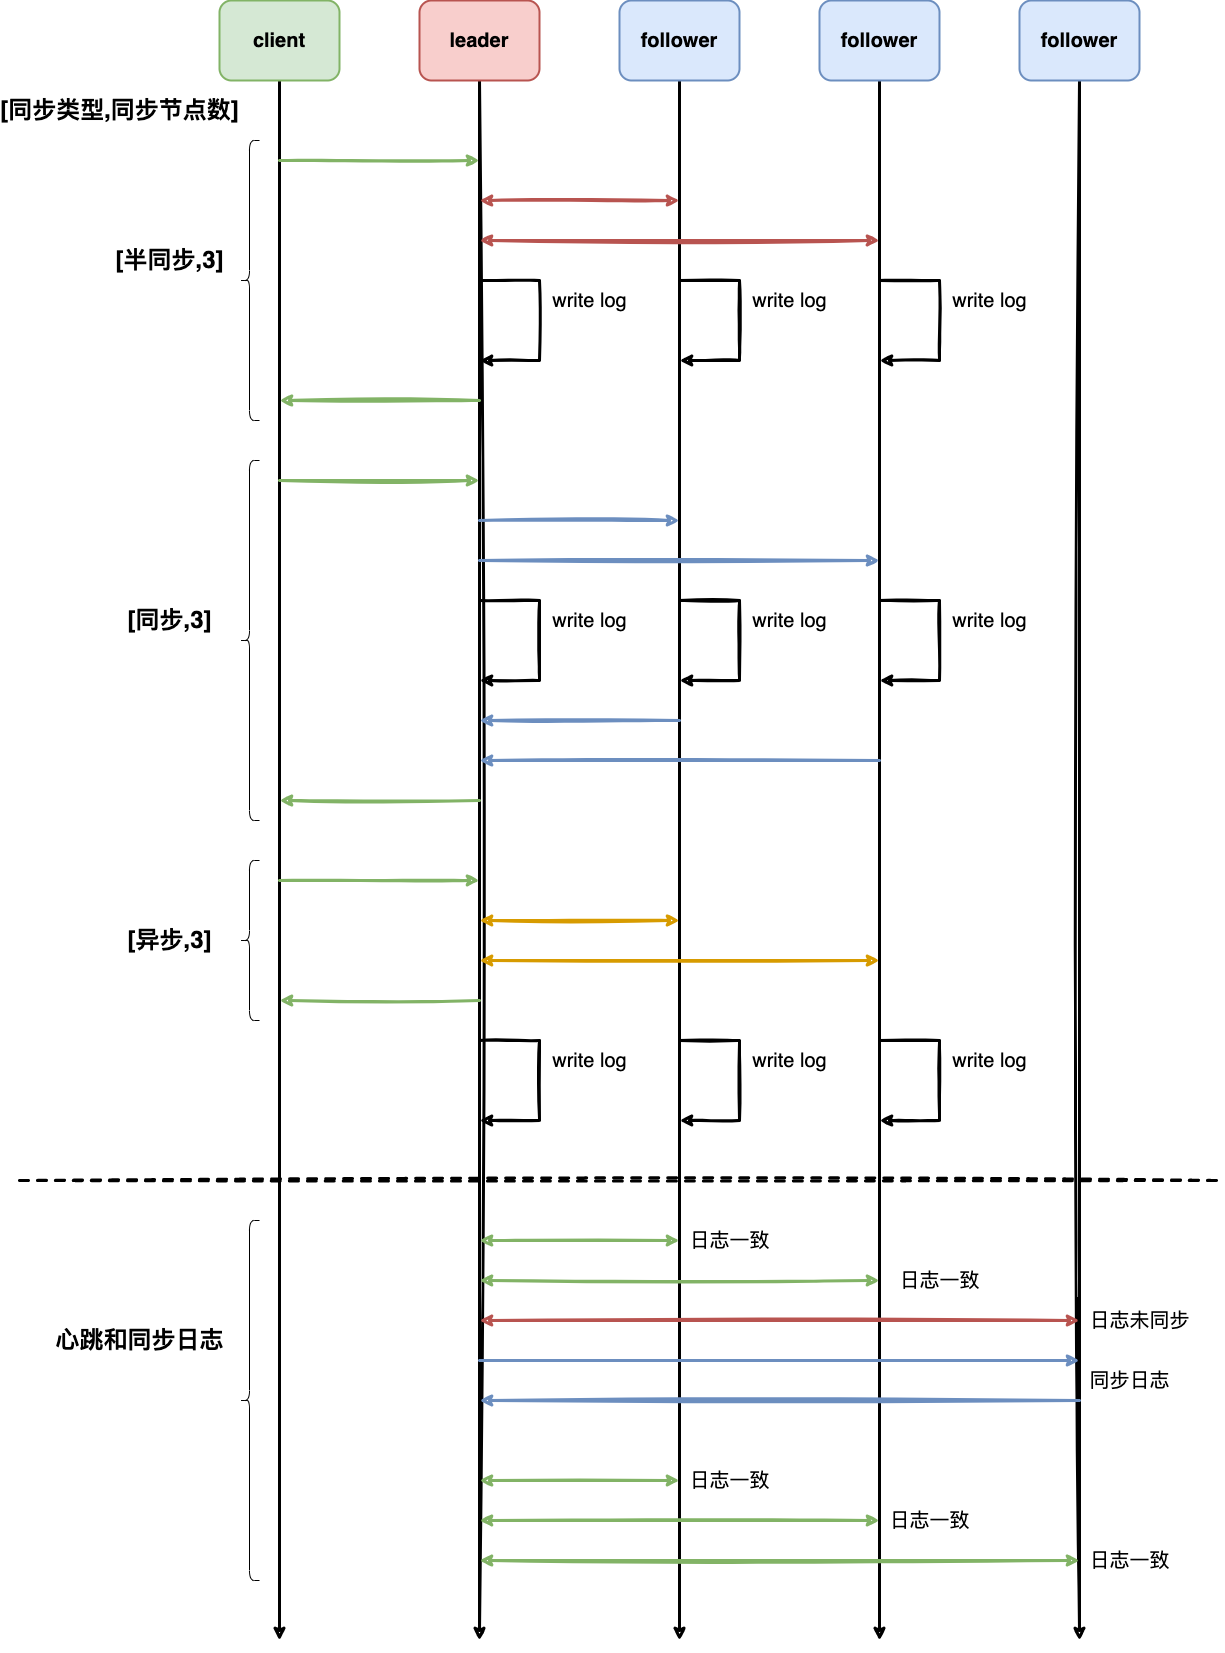 client
leader
follower
follower
follower
[同步类型,同步节点数]
[半同步,3]
write log
write log
write log
[同步,3]
write log
write log
write log
[异步,3]
write log
write log
write log
日志一致
日志一致
心跳和同步日志
日志未同步
同步日志
日志一致
日志一致
日志一致